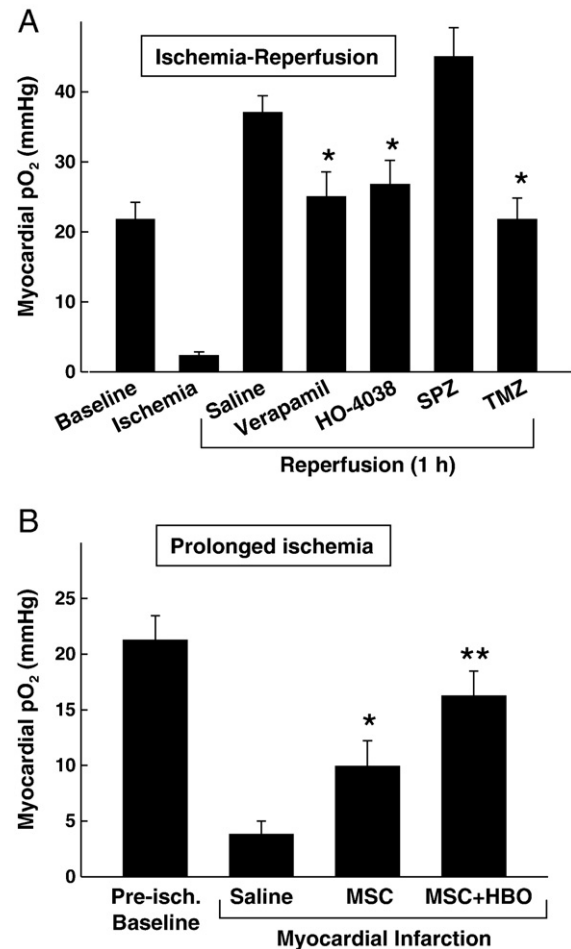 A
Ischemia-Reperfusion
Myocardial pO₂ (mmHg)
40
30
20
10
0
Baseline
Ischemia
Saline
Verapamil
*
HO-4038
*
SPZ
TMZ
*
Reperfusion (1 h)
B
Prolonged ischemia
Myocardial pO₂ (mmHg)
25
20
15
10
5
0
*
**
Pre-isch. Saline MSC MSC+HBO
Baseline
Myocardial Infarction